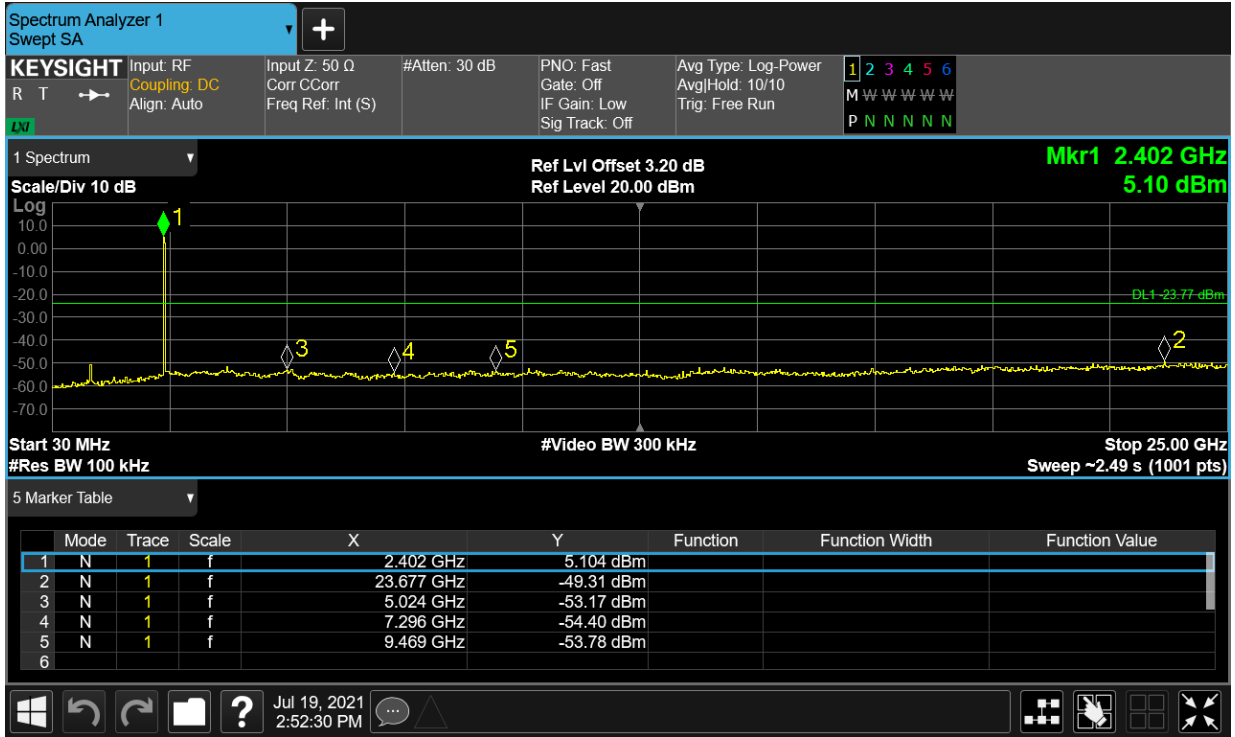 Spectrum Analyzer 1
Swept SA
KEYSIGHT
R T
LXI
Input: RF
Coupling: DC
Align: Auto
Input Z: 50 Ω
Corr CCorr
Freq Ref: Int (S)
#Atten: 30 dB
PNO: Fast
Gate: Off
IF Gain: Low
Sig Track: Off
Avg Type: Log-Power
Avg|Hold: 10/10
Trig: Free Run
1 2 3 4 5 6
M W W W W W
P N N N N N
1 Spectrum
Scale/Div 10 dB
Ref Lvl Offset 3.20 dB
Ref Level 20.00 dBm
Mkr1 2.402 GHz
5.10 dBm
Log
10.0
0.00
-10.0
-20.0
-30.0
-40.0
-50.0
-60.0
-70.0
1
DL1 -23.77 dBm
3
4
5
2
Start 30 MHz
#Res BW 100 kHz
#Video BW 300 kHz
Stop 25.00 GHz
Sweep ~2.49 s (1001 pts)
5 Marker Table
Mode Trace Scale X Y Function Function Width Function Value
1 N 1 f 2.402 GHz 5.104 dBm
2 N 1 f 23.677 GHz -49.31 dBm
3 N 1 f 5.024 GHz -53.17 dBm
4 N 1 f 7.296 GHz -54.40 dBm
5 N 1 f 9.469 GHz -53.78 dBm
6
?
Jul 19, 2021
2:52:30 PM